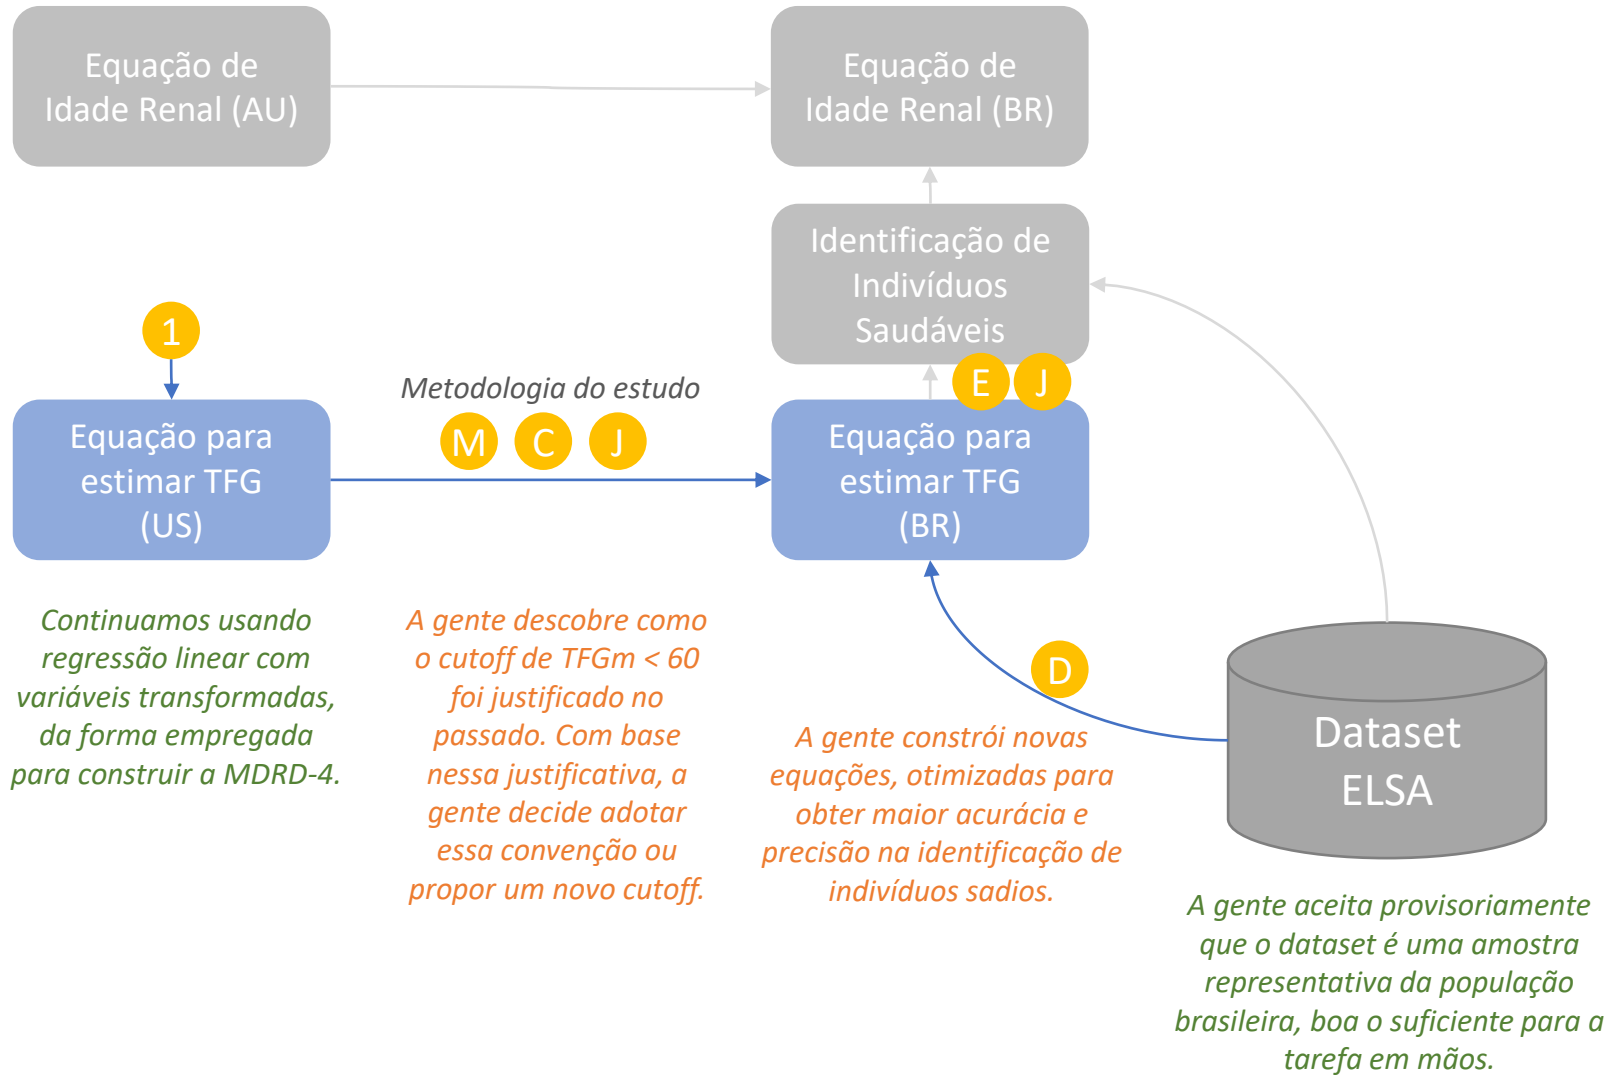 Equação de
Idade Renal (AU)
Equação de
Idade Renal (BR)
Identificação de
Indivíduos
Saudáveis
1
E
J
Metodologia do estudo
M
C
J
Equação para
estimar TFG
(US)
Equação para
estimar TFG
(BR)
Continuamos usando
regressão linear com
variáveis transformadas,
da forma empregada
para construir a MDRD-4.
A gente descobre como
o cutoff de TFGm < 60
foi justificado no
passado. Com base
nessa justificativa, a
gente decide adotar
essa convenção ou
propor um novo cutoff.
D
A gente constrói novas
equações, otimizadas para
obter maior acurácia e
precisão na identificação de
indivíduos sadios.
Dataset
ELSA
A gente aceita provisoriamente
que o dataset é uma amostra
representativa da população
brasileira, boa o suficiente para a
tarefa em mãos.